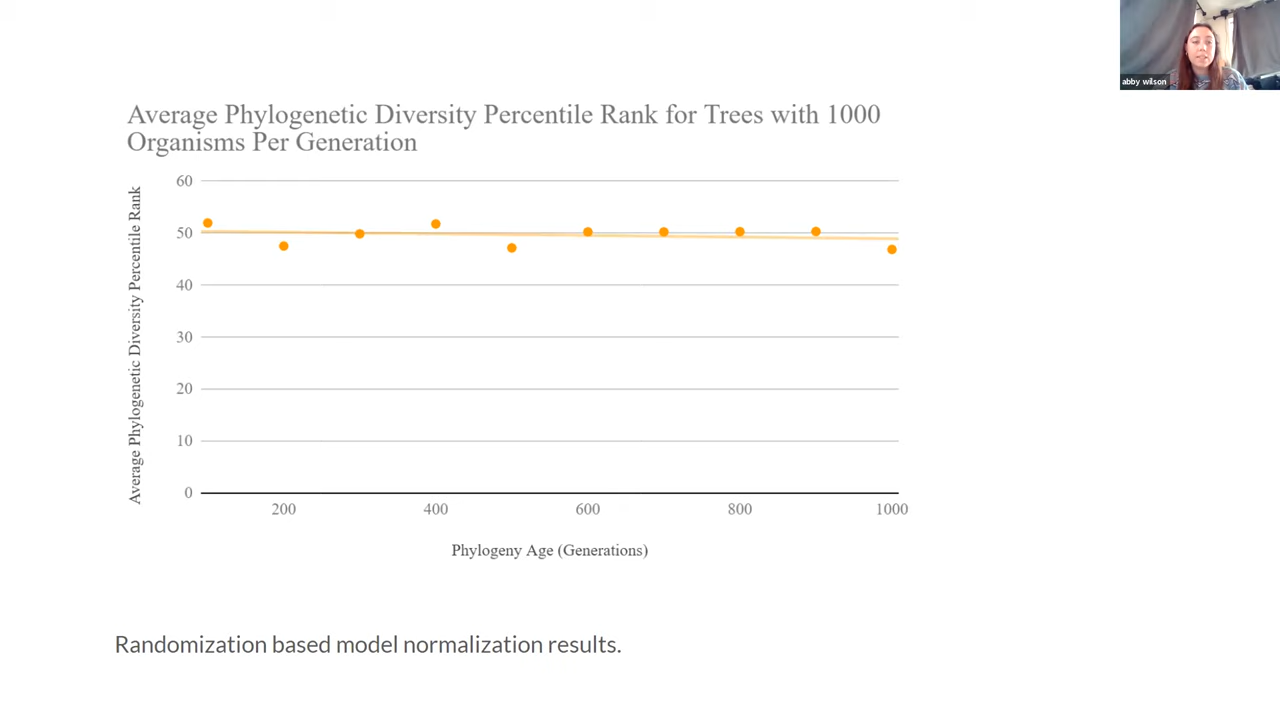 abby wilson
Average Phylogenetic Diversity Percentile Rank for Trees with 1000
Organisms Per Generation
Average Phylogenetic Diversity Percentile Rank
60
50
40
30
20
10
0
200 400 600 800 1000
Phylogeny Age (Generations)
Randomization based model normalization results.